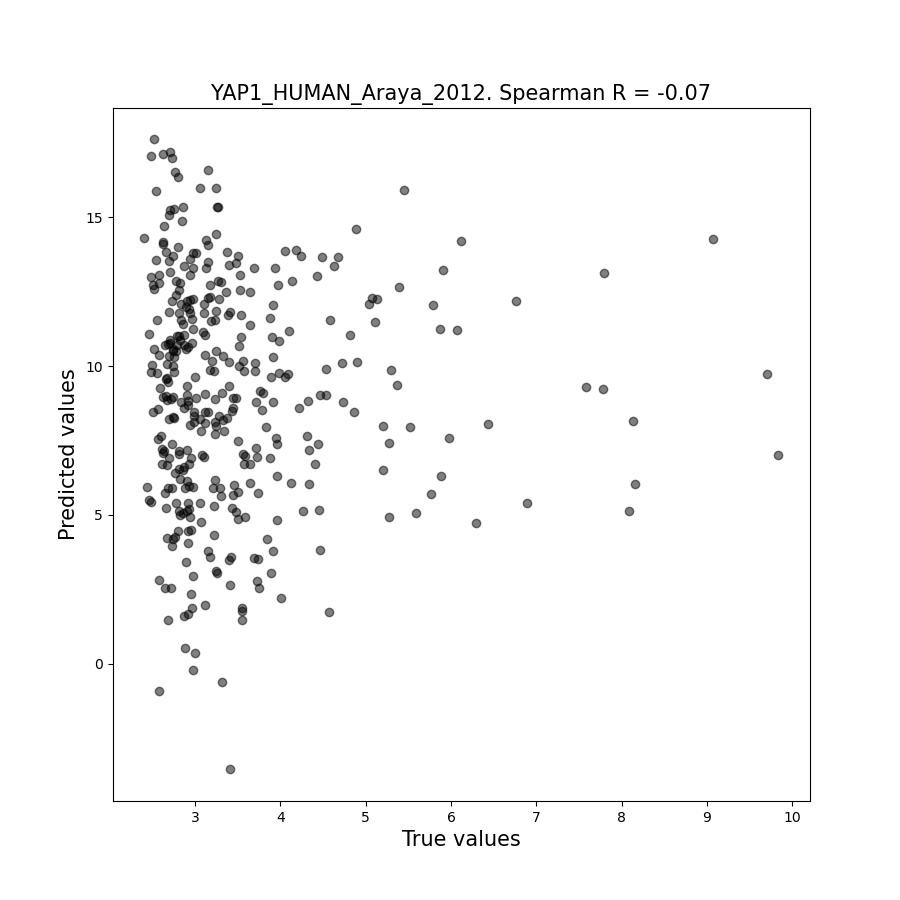 YAP1_HUMAN_Araya_2012. Spearman R = -0.07
15
10
5
0
Predicted values
3 4 5 6 7 8 9 10
True values